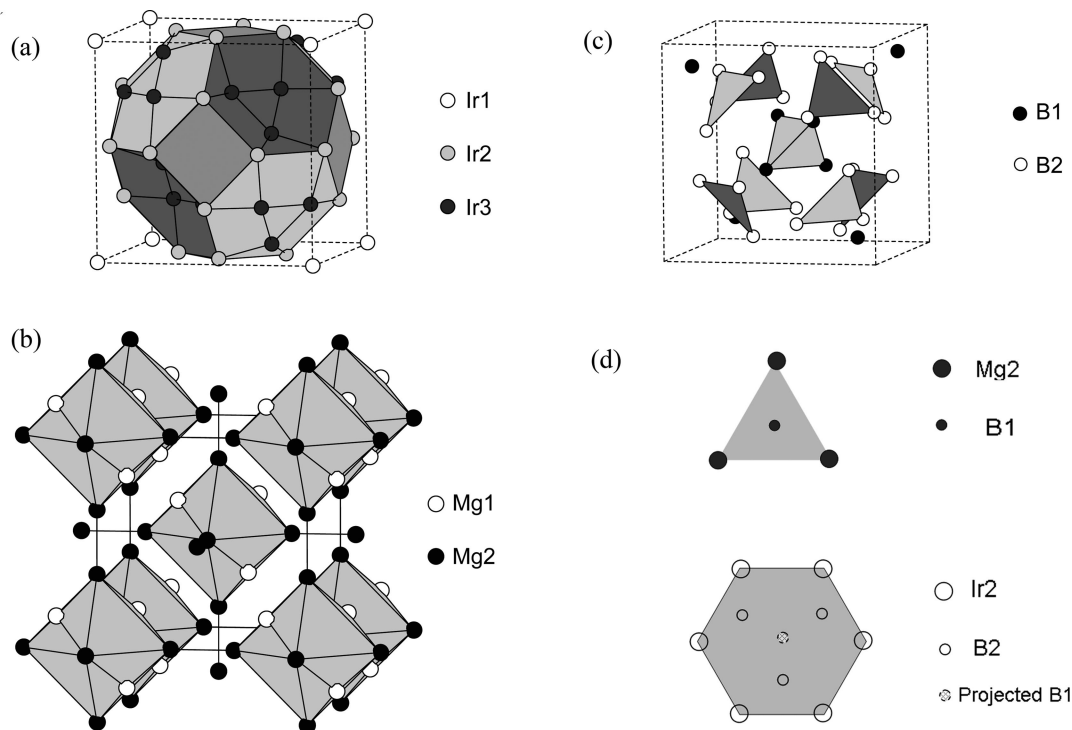 (a)
Ir1
Ir2
Ir3
(c)
B1
B2
(b)
Mg1
Mg2
(d)
Mg2
B1
Ir2
B2
Projected B1